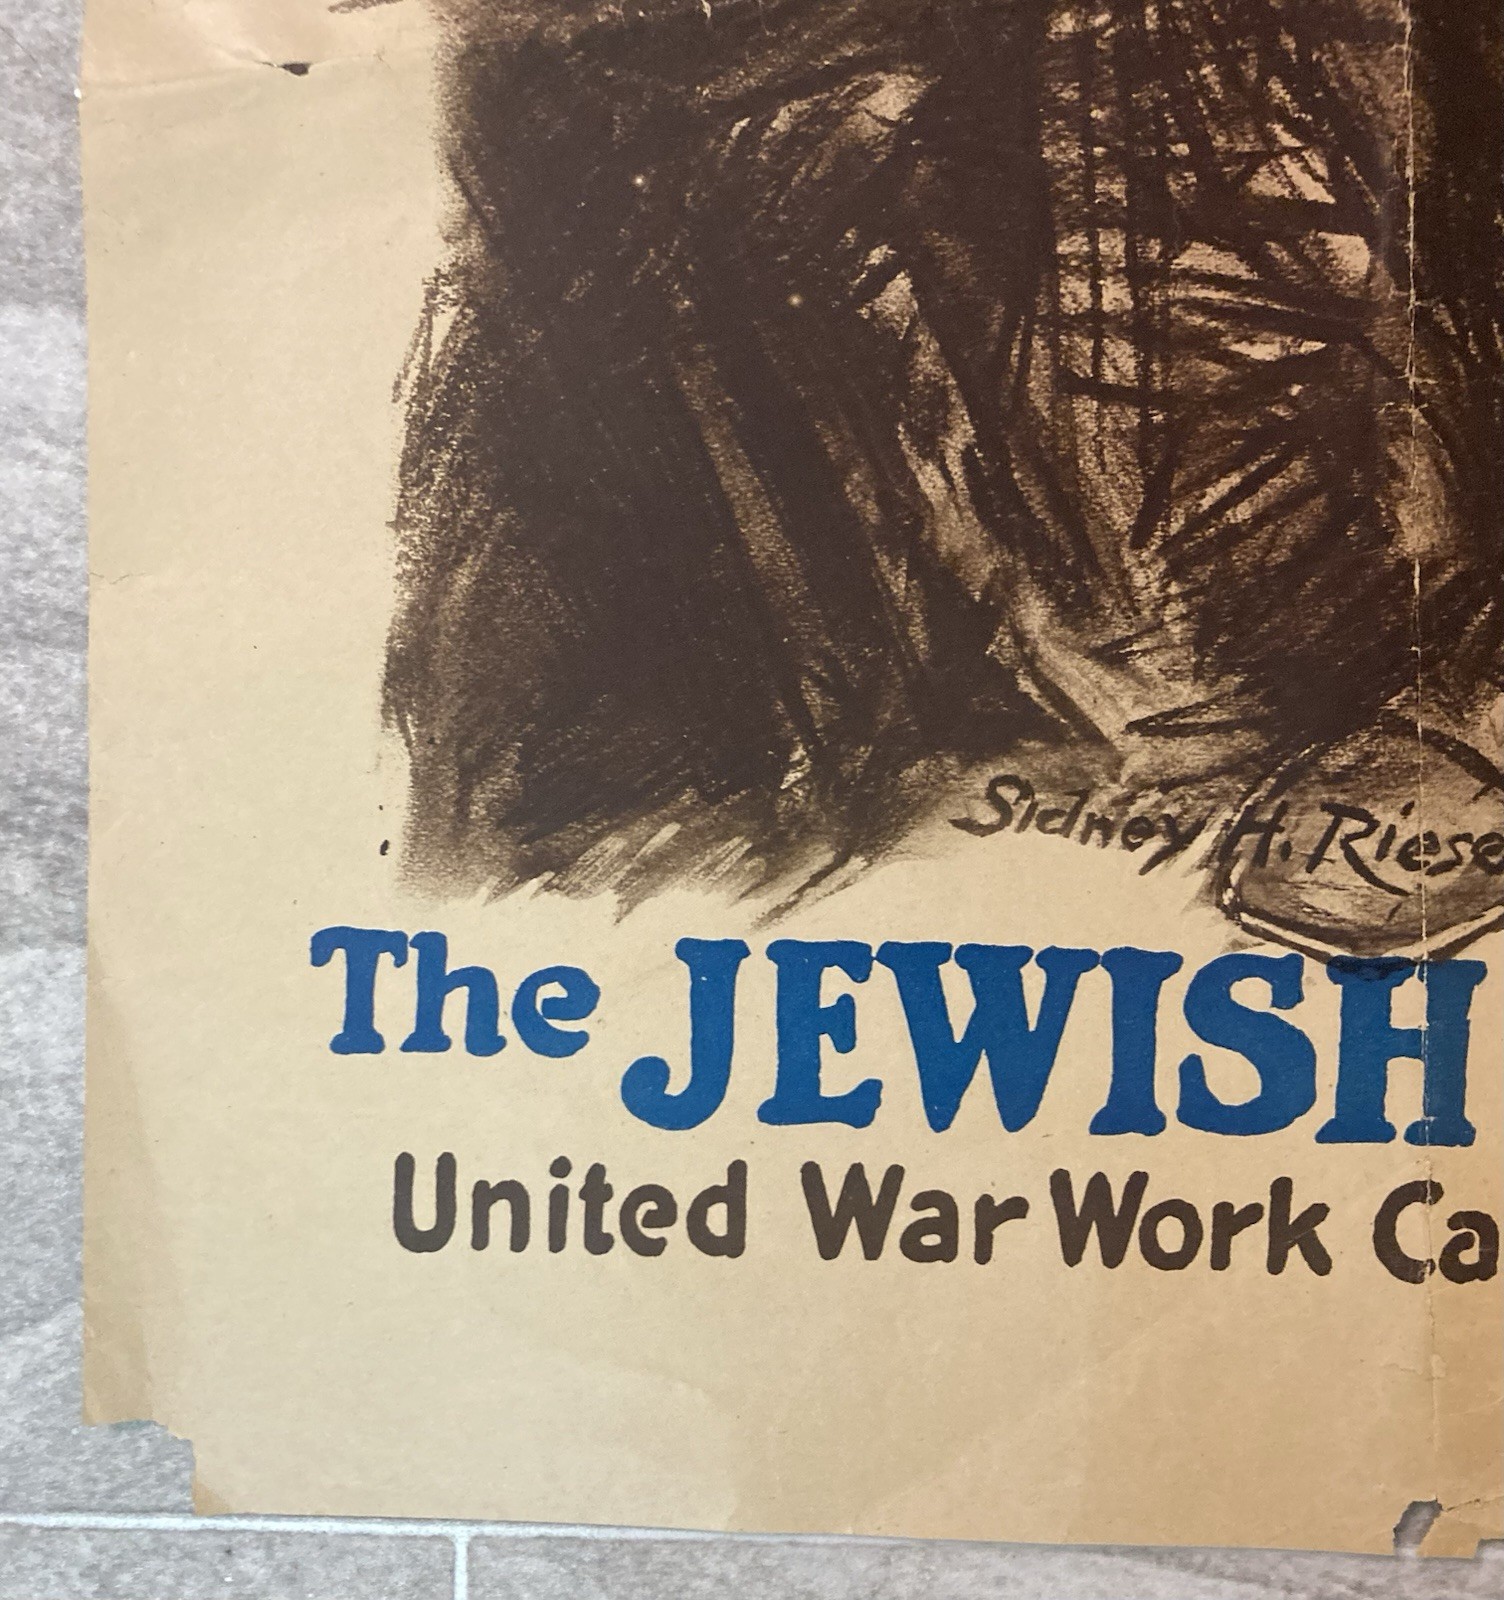 Sidney H. Riese
The JEWISH
United War Work Ca